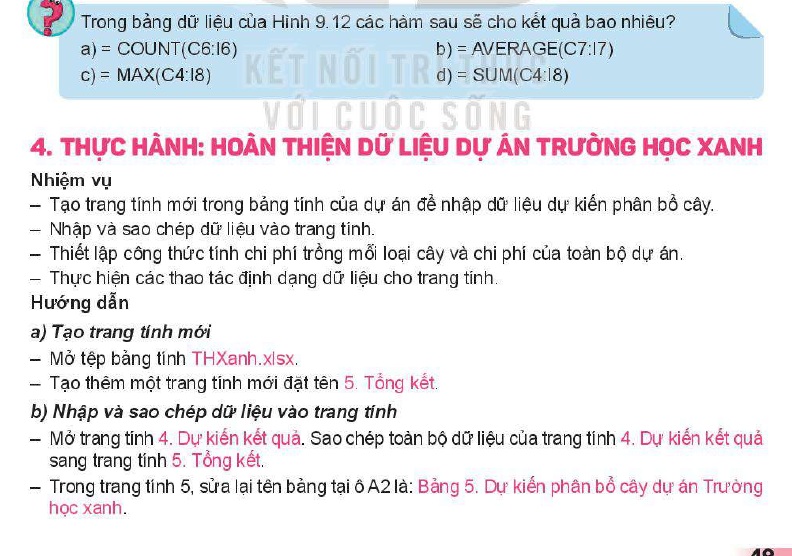 Trong bảng dữ liệu của Hình 9.12 các hàm sau sẽ cho kết quả bao nhiêu?
a) = COUNT(C6:I6) b) = AVERAGE(C7:I7)
c) = MAX(C4:I8) d) = SUM(C4:I8)
KẾT NỐI TRI THỨC
VỚI CUỘC SỐNG
4. THỰC HÀNH: HOÀN THIỆN DỮ LIỆU DỰ ÁN TRƯỜNG HỌC XANH
Nhiệm vụ
– Tạo trang tính mới trong bảng tính của dự án để nhập dữ liệu dự kiến phân bổ cây.
– Nhập và sao chép dữ liệu vào trang tính.
– Thiết lập công thức tính chi phí trồng mỗi loại cây và chi phí của toàn bộ dự án.
– Thực hiện các thao tác định dạng dữ liệu cho trang tính.
Hướng dẫn
a) Tạo trang tính mới
– Mở tệp bảng tính THXanh.xlsx.
– Tạo thêm một trang tính mới đặt tên 5. Tổng kết.
b) Nhập và sao chép dữ liệu vào trang tính
– Mở trang tính 4. Dự kiến kết quả. Sao chép toàn bộ dữ liệu của trang tính 4. Dự kiến kết quả
sang trang tính 5. Tổng kết.
– Trong trang tính 5, sửa lại tên bảng tại ô A2 là: Bảng 5. Dự kiến phân bổ cây dự án Trường
học xanh.
49